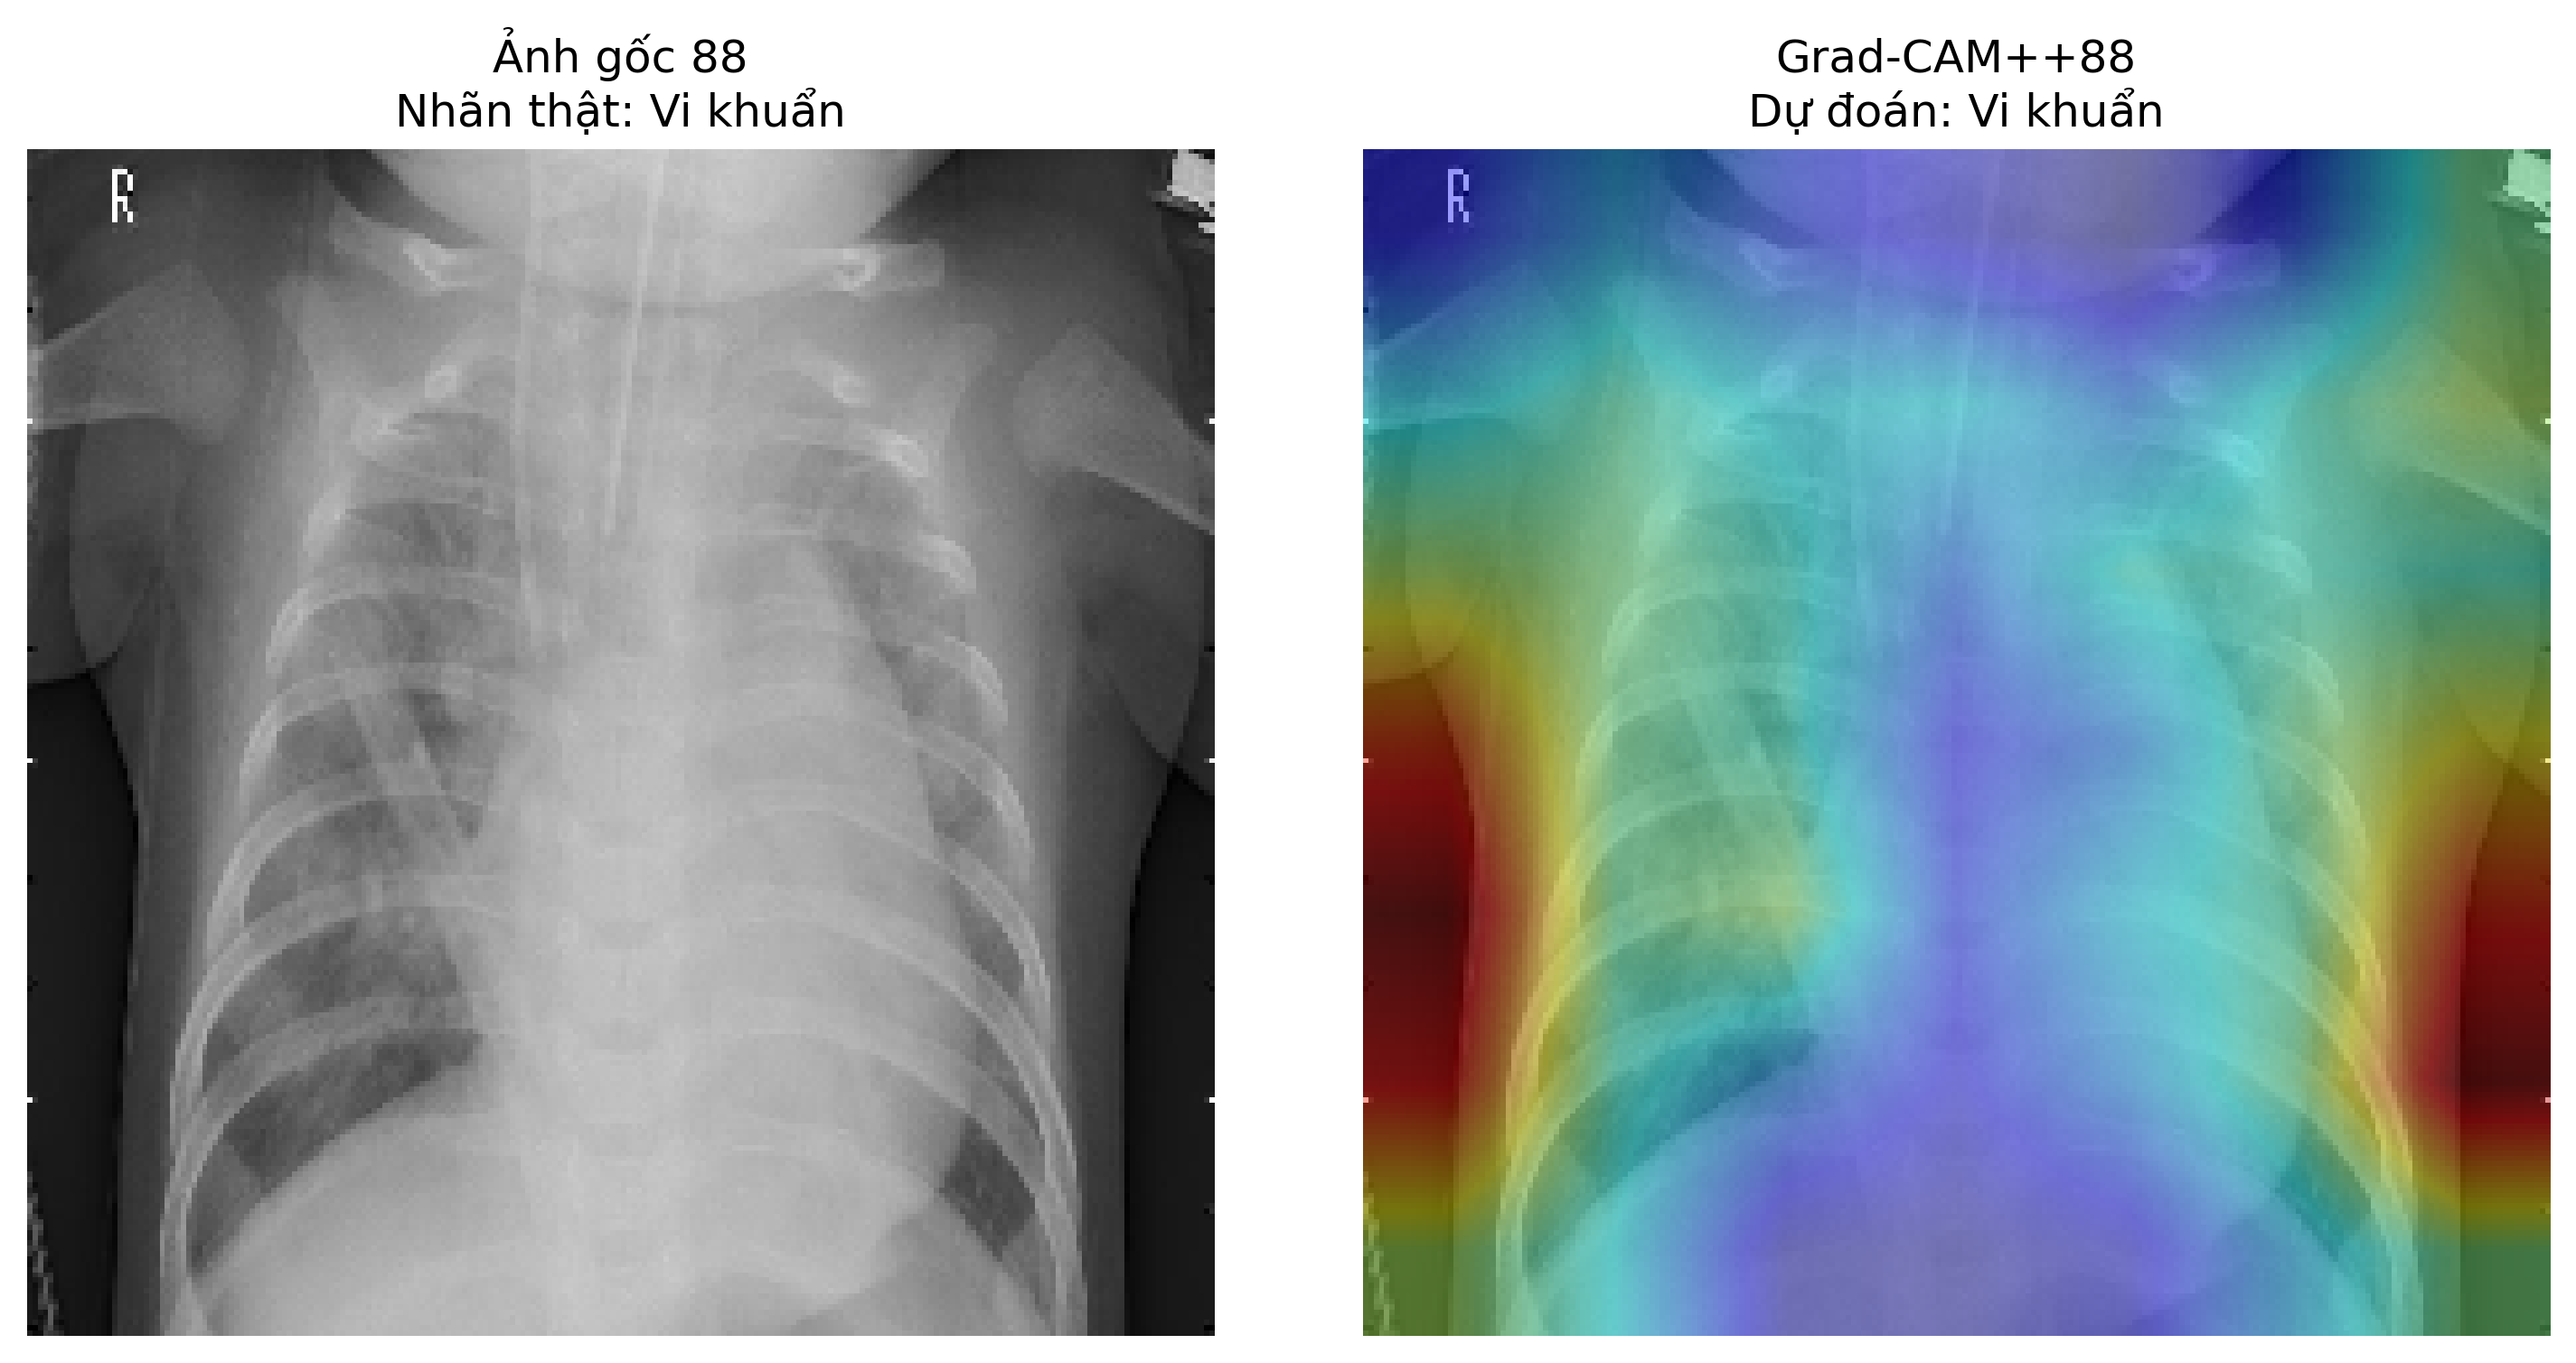 Ảnh gốc 88
Nhãn thật: Vi khuẩn
Grad-CAM++88
Dự đoán: Vi khuẩn
R
R